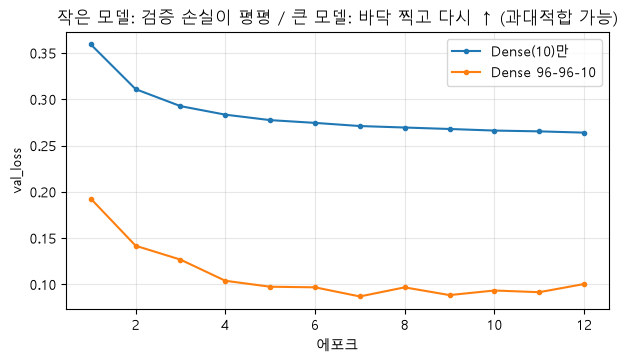 작은 모델: 검증 손실이 평평 / 큰 모델: 바닥 찍고 다시 ↑ (과대적합 가능)
Dense(10)만
Dense 96-96-10
val_loss
0.35
0.30
0.25
0.20
0.15
0.10
2 4 6 8 10 12
에포크